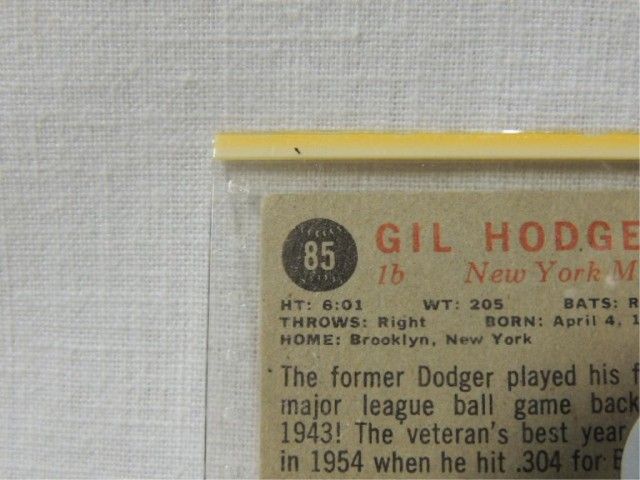 85
GIL HODGE
1b New York M
HT: 6:01 WT: 205 BATS: R
THROWS: Right BORN: April 4, 1
HOME: Brooklyn, New York
The former Dodger played his f
major league ball game back
1943! The veteran's best year
in 1954 when he hit .304 for B